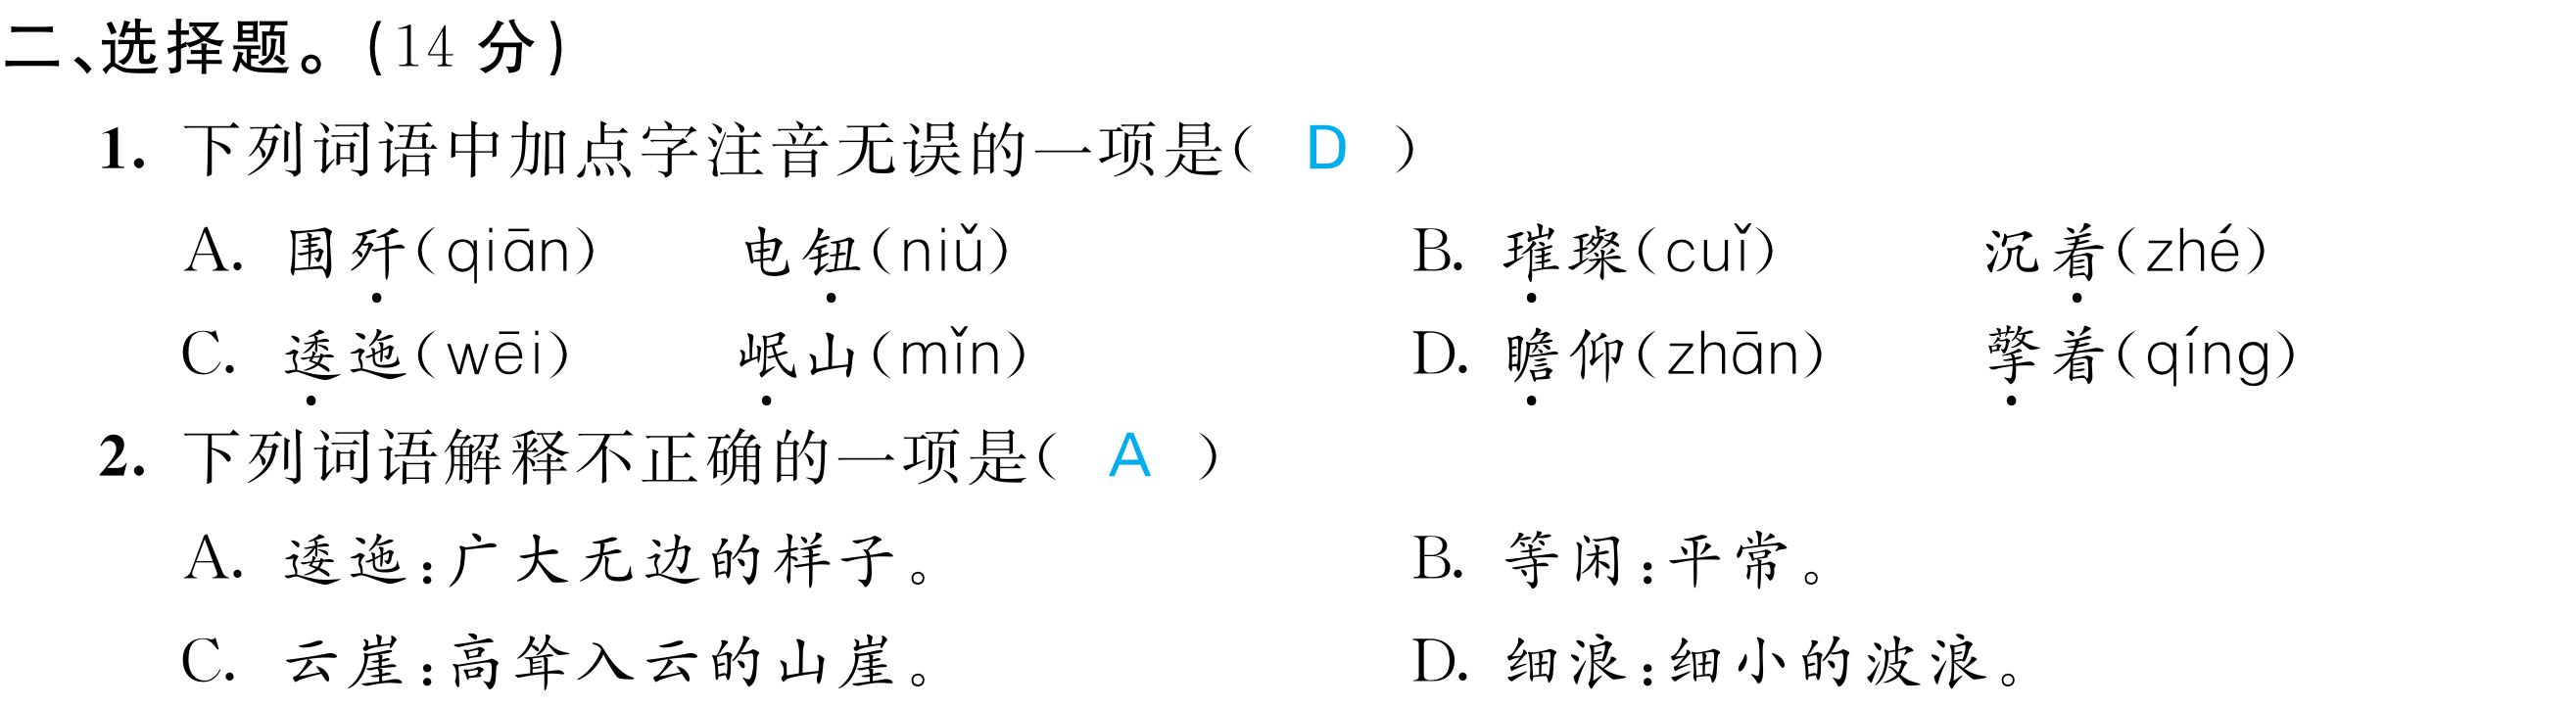 二、选择题。(14 分)
1. 下列词语中加点字注音无误的一项是( D )
A. 围歼(qiān) 电钮(niǔ) B. 璀璨(cuǐ) 沉着(zhé)
C. 逶迤(wēi) 岷山(mǐn) D. 瞻仰(zhān) 擎着(qíng)
2. 下列词语解释不正确的一项是( A )
A. 逶迤:广大无边的样子。 B. 等闲:平常。
C. 云崖:高耸入云的山崖。 D. 细浪:细小的波浪。